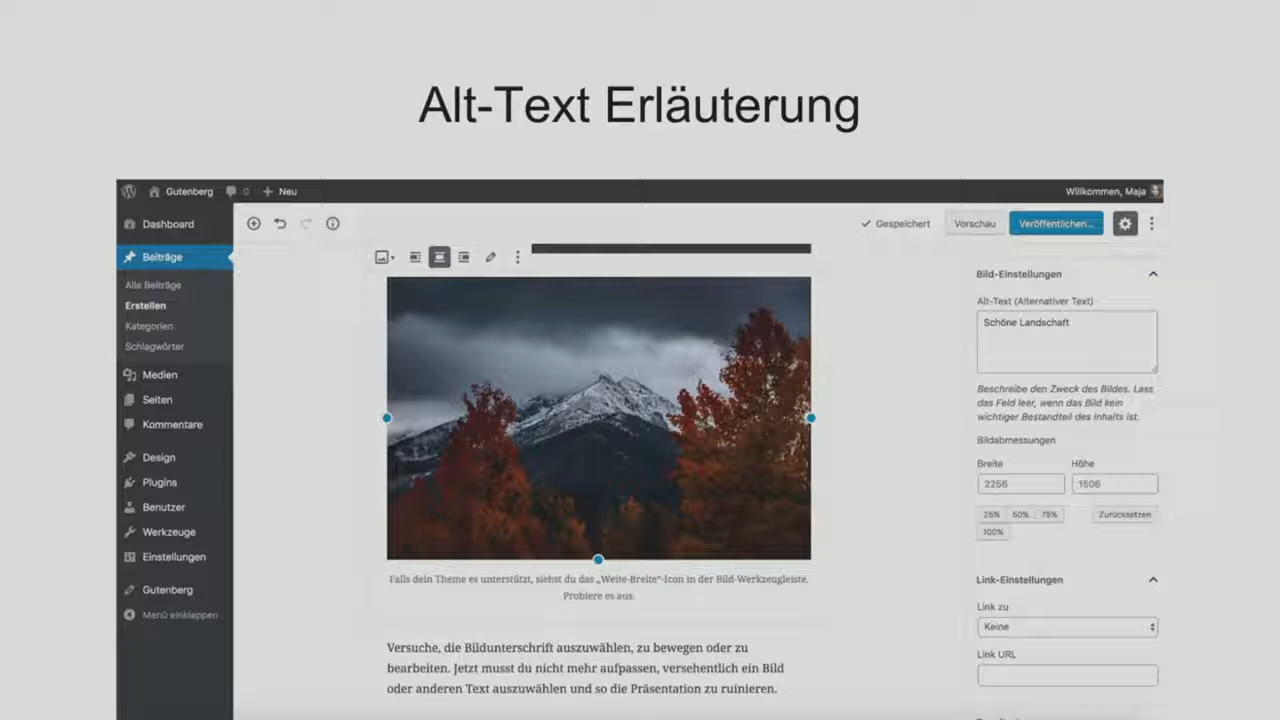 Alt-Text Erläuterung
Gutenberg 0 + Neu
Willkommen, Maja
Dashboard
Beiträge
Alle Beiträge
Erstellen
Kategorien
Schlagwörter
Medien
Seiten
Kommentare
Design
Plugins
Benutzer
Werkzeuge
Einstellungen
Gutenberg
Menü einklappen
Gespeichert
Vorschau
Veröffentlichen...
Falls dein Theme es unterstützt, siehst du das „Weite-Breite“-Icon in der Bild-Werkzeugleiste.
Probiere es aus.
Versuche, die Bildunterschrift auszuwählen, zu bewegen oder zu
bearbeiten. Jetzt musst du nicht mehr aufpassen, versehentlich ein Bild
oder anderen Text auszuwählen und so die Präsentation zu ruinieren.
Bild-Einstellungen
Alt-Text (Alternativer Text)
Schöne Landschaft
Beschreibe den Zweck des Bildes. Lass
das Feld leer, wenn das Bild kein
wichtiger Bestandteil des Inhalts ist.
Bildabmessungen
Breite Höhe
2256 1506
25% 50% 75% Zurücksetzen
100%
Link-Einstellungen
Link zu
Keine
Link URL